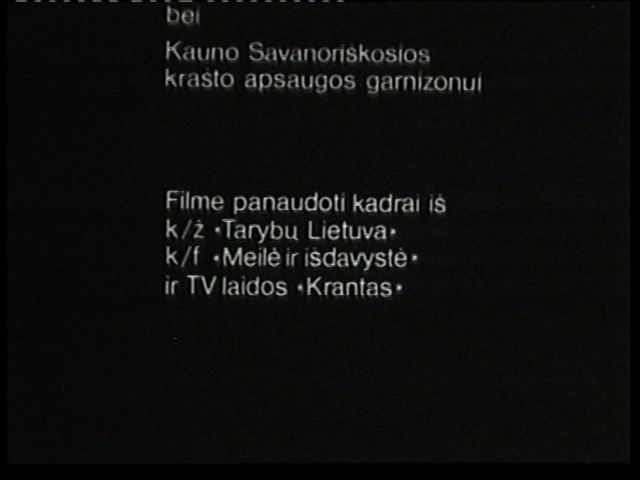 bei
Kauno Savanoriškosios
krašto apsaugos garnizonui
Filme panaudoti kadrai iš
k/ž «Tarybų Lietuva»
k/f «Meilė ir išdavystė»
ir TV laidos «Krantas»